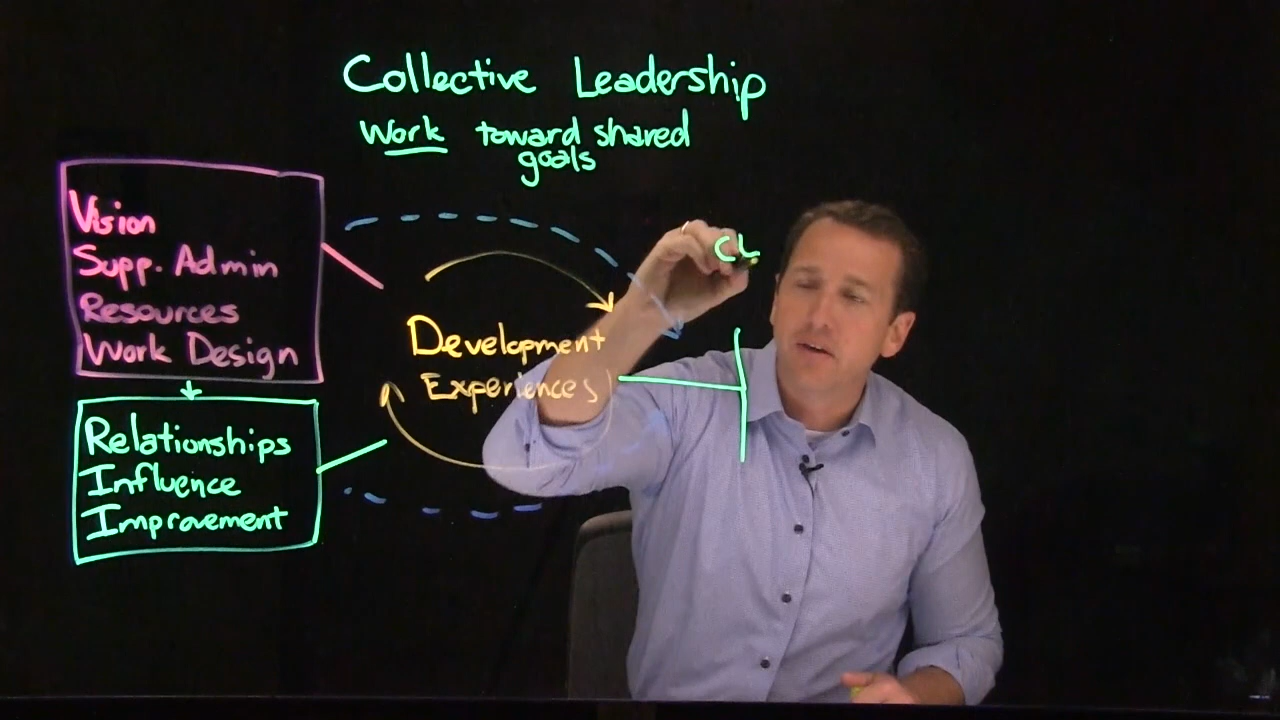 Collective Leadership
Work toward shared
goals
Vision
Supp. Admin
Resources
Work Design
Relationships
Influence
Improvement
Development
Experiences
CL